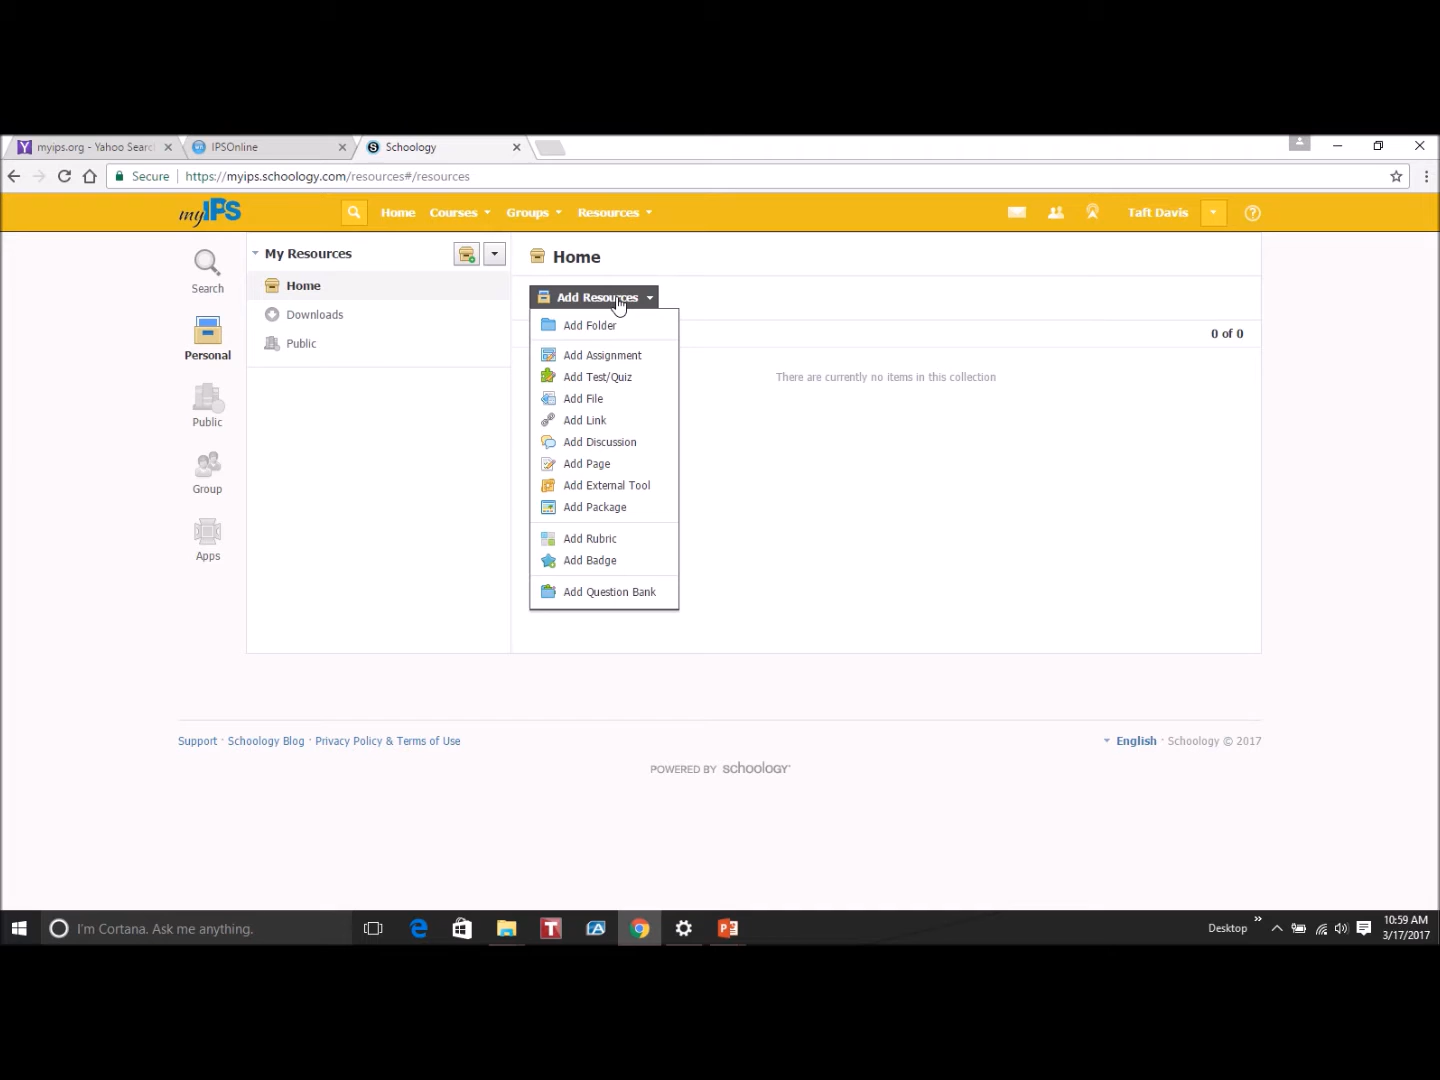 myips.org - Yahoo Searc
IPSOnline
Schoology
Secure
https://myips.schoology.com/resources#/resources
myIPS
Home
Courses
Groups
Resources
Taft Davis
Search
Personal
Public
Group
Apps
My Resources
Home
Downloads
Public
Home
Add Resources
0 of 0
There are currently no items in this collection
Add Folder
Add Assignment
Add Test/Quiz
Add File
Add Link
Add Discussion
Add Page
Add External Tool
Add Package
Add Rubric
Add Badge
Add Question Bank
Support · Schoology Blog · Privacy Policy & Terms of Use
English · Schoology © 2017
POWERED BY schoology
I'm Cortana. Ask me anything.
Desktop
10:59 AM
3/17/2017